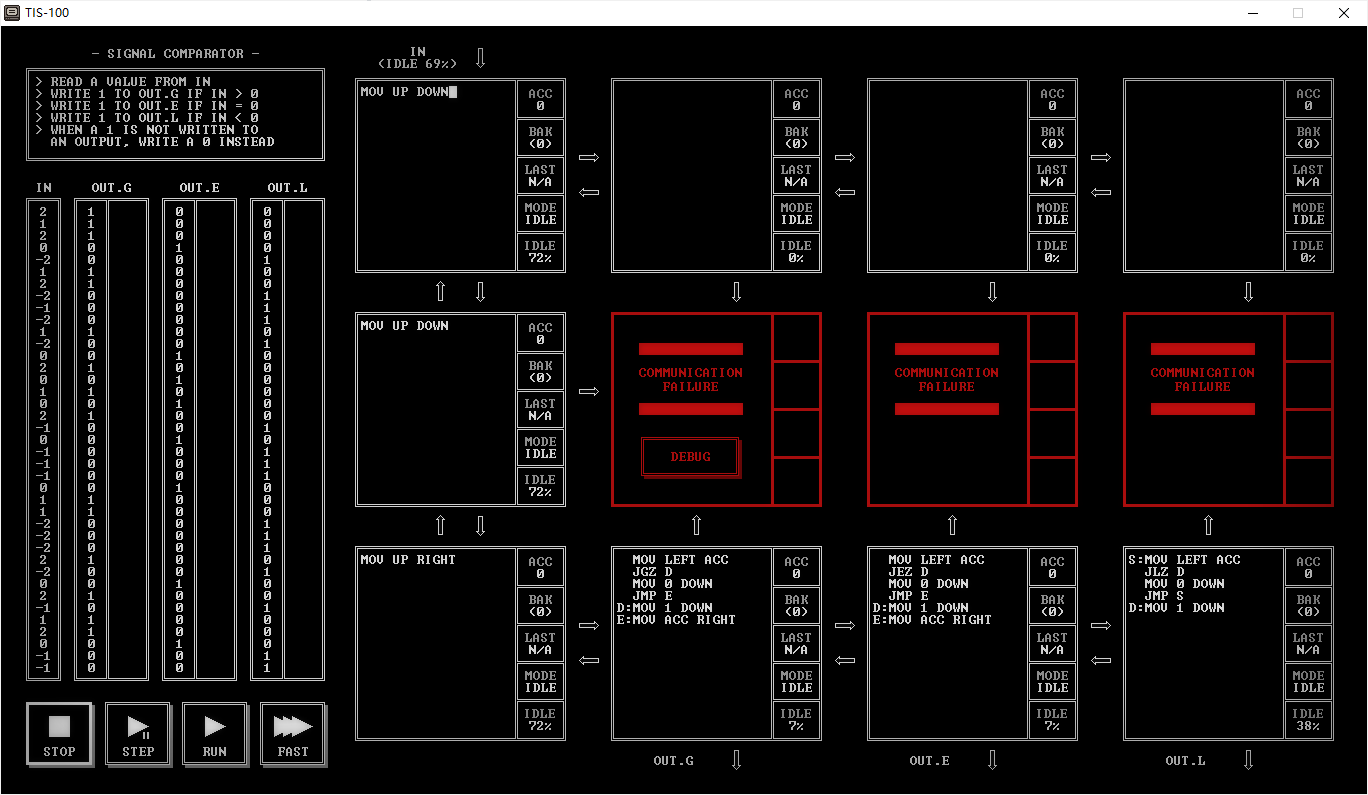 TIS-100
- SIGNAL COMPARATOR -
> READ A VALUE FROM IN
> WRITE 1 TO OUT.G IF IN > 0
> WRITE 1 TO OUT.E IF IN = 0
> WRITE 1 TO OUT.L IF IN < 0
> WHEN A 1 IS NOT WRITTEN TO
AN OUTPUT, WRITE A 0 INSTEAD
IN OUT.G OUT.E OUT.L
2 1 0 0
1 1 0 0
2 1 0 0
0 0 1 0
-2 0 0 1
1 1 0 0
2 1 0 0
-2 0 0 1
-1 0 0 1
-2 0 0 1
1 1 0 0
-2 0 0 1
0 0 1 0
2 1 0 0
0 0 1 0
1 1 0 0
0 0 1 0
2 1 0 0
-1 0 0 1
0 0 1 0
-1 0 0 1
-1 0 0 1
-1 0 0 1
0 0 1 0
1 1 0 0
1 1 0 0
-2 0 0 1
-2 0 0 1
-2 0 0 1
2 1 0 0
-2 0 0 1
0 0 1 0
2 1 0 0
-1 0 0 1
1 1 0 0
2 1 0 0
0 0 1 0
-1 0 0 1
-1 0 0 1
STOP
STEP
RUN
FAST
IN
(IDLE 69%)
MOV UP DOWN
ACC
0
BAK
(0)
LAST
N/A
MODE
IDLE
IDLE
72%
ACC
0
BAK
(0)
LAST
N/A
MODE
IDLE
IDLE
0%
ACC
0
BAK
(0)
LAST
N/A
MODE
IDLE
IDLE
0%
ACC
0
BAK
(0)
LAST
N/A
MODE
IDLE
IDLE
0%
MOV UP DOWN
ACC
0
BAK
(0)
LAST
N/A
MODE
IDLE
IDLE
72%
COMMUNICATION
FAILURE
DEBUG
COMMUNICATION
FAILURE
COMMUNICATION
FAILURE
MOV UP RIGHT
ACC
0
BAK
(0)
LAST
N/A
MODE
IDLE
IDLE
72%
MOV LEFT ACC
JGZ D
MOV 0 DOWN
JMP E
D:MOV 1 DOWN
E:MOV ACC RIGHT
ACC
0
BAK
(0)
LAST
N/A
MODE
IDLE
IDLE
7%
MOV LEFT ACC
JEZ D
MOV 0 DOWN
JMP E
D:MOV 1 DOWN
E:MOV ACC RIGHT
ACC
0
BAK
(0)
LAST
N/A
MODE
IDLE
IDLE
7%
S:MOV LEFT ACC
JLZ D
MOV 0 DOWN
JMP S
D:MOV 1 DOWN
ACC
0
BAK
(0)
LAST
N/A
MODE
IDLE
IDLE
38%
OUT.G
OUT.E
OUT.L